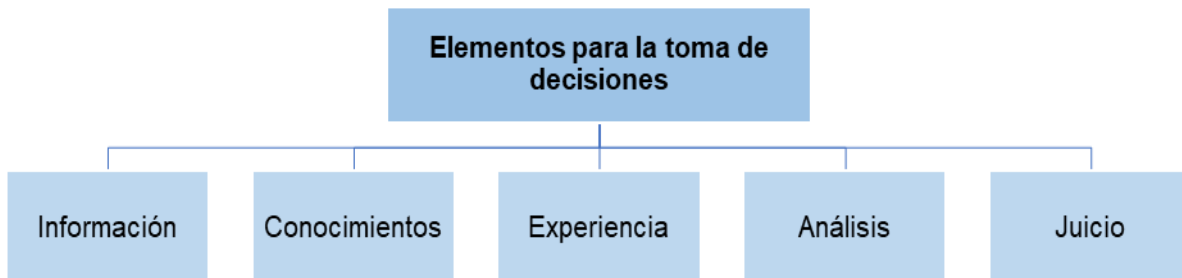 Elementos para la toma de
decisiones
Información
Conocimientos
Experiencia
Análisis
Juicio